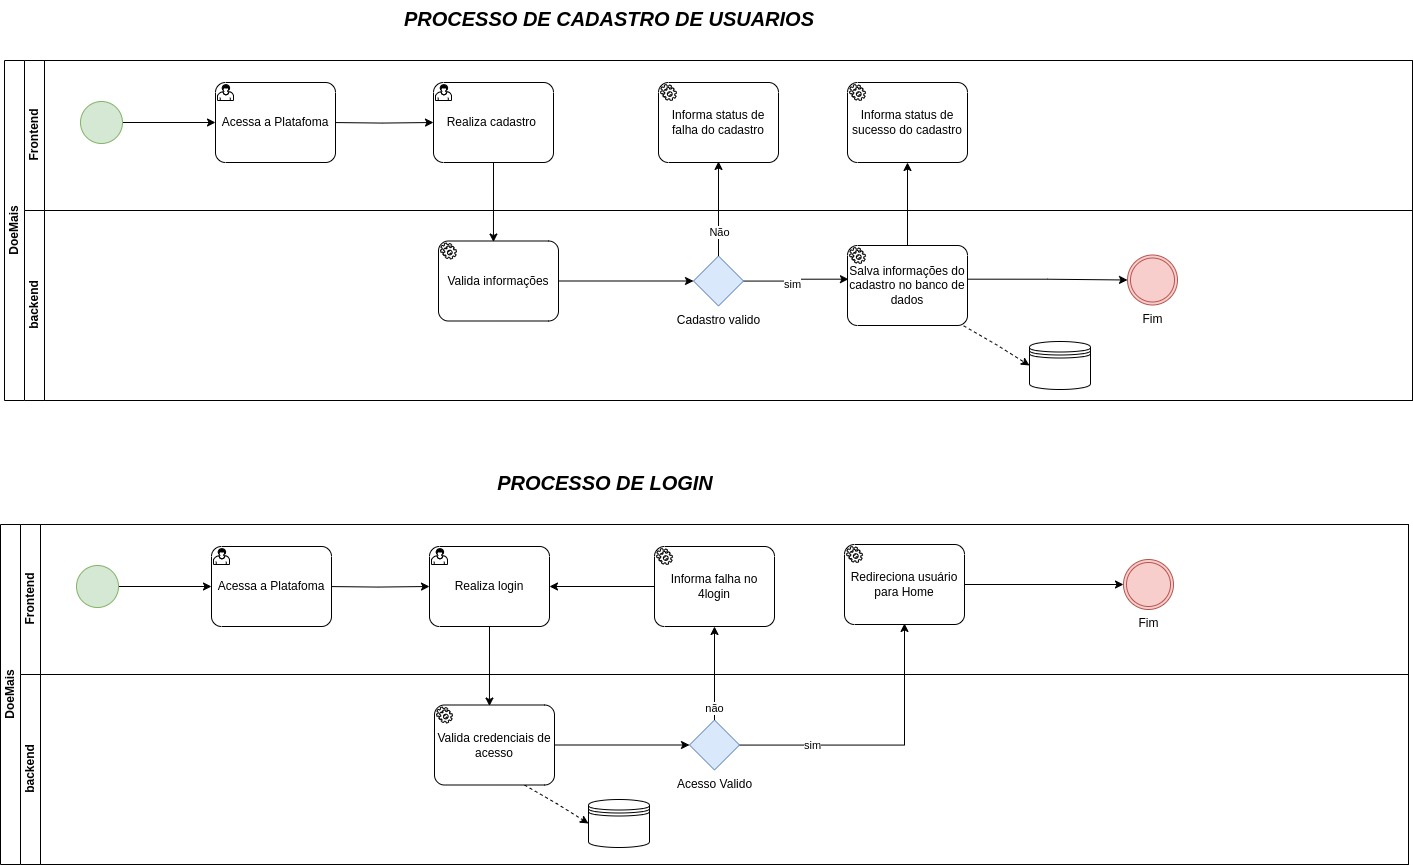 PROCESSO DE CADASTRO DE USUARIOS
DoeMais
Frontend
Acessa a Platafoma
Realiza cadastro
Informa status de
falha do cadastro
Informa status de
sucesso do cadastro
backend
Valida informações
Não
Cadastro valido
sim
Salva informações do
cadastro no banco de
dados
Fim
PROCESSO DE LOGIN
DoeMais
Frontend
Acessa a Platafoma
Realiza login
Informa falha no
4login
Redireciona usuário
para Home
Fim
backend
Valida credenciais de
acesso
não
Acesso Valido
sim